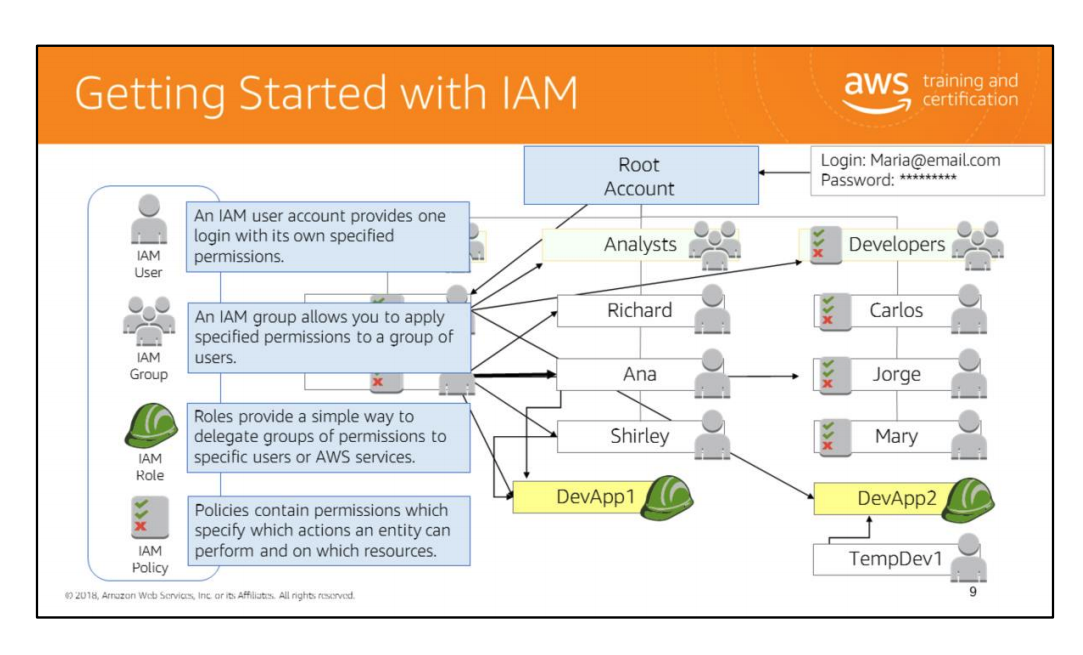 Getting Started with IAM
aws training and
certification
Root
Account
Login: Maria@email.com
Password: *********
IAM
User
An IAM user account provides one
login with its own specified
permissions.
Analysts
Developers
IAM
Group
An IAM group allows you to apply
specified permissions to a group of
users.
Richard
Carlos
Ana
Jorge
IAM
Role
Roles provide a simple way to
delegate groups of permissions to
specific users or AWS services.
Shirley
Mary
DevApp1
DevApp2
IAM
Policy
Policies contain permissions which
specify which actions an entity can
perform and on which resources.
TempDev1
© 2018, Amazon Web Services, Inc. or its Affiliates. All rights reserved.
9